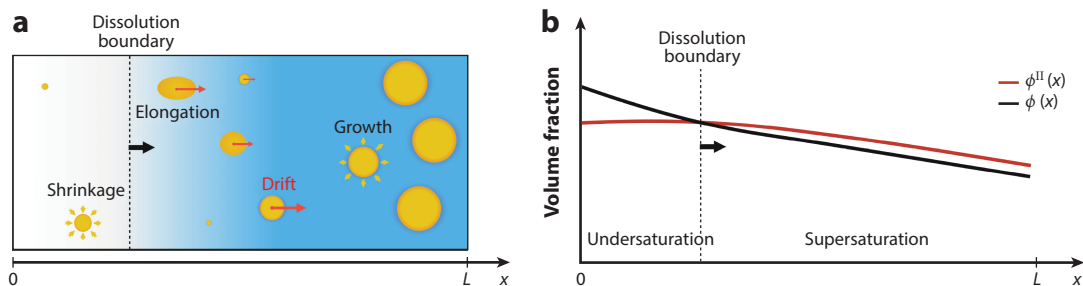 a
Dissolution
boundary
Elongation
Growth
Shrinkage
Drift
0
L
x
b
Dissolution
boundary
ϕᴵᴵ(x)
ϕ (x)
Volume fraction
Undersaturation
Supersaturation
0
L
x